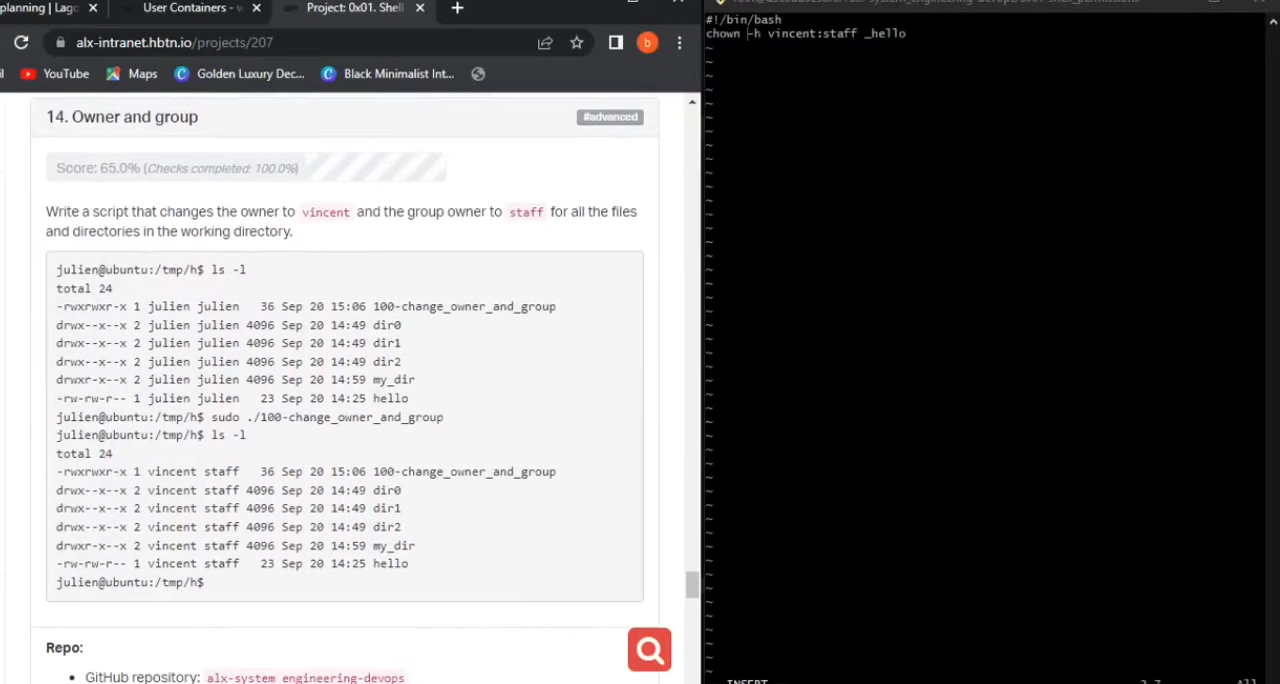 planning | Lago
User Containers - w
Project: 0x01. Shell
alx-intranet.hbtn.io/projects/207
b
YouTube
Maps
Golden Luxury Dec...
Black Minimalist Int...
14. Owner and group
#advanced
Score: 65.0% (Checks completed: 100.0%)
Write a script that changes the owner to vincent and the group owner to staff for all the files
and directories in the working directory.
julien@ubuntu:/tmp/h$ ls -l
total 24
-rwxrwxr-x 1 julien julien   36 Sep 20 15:06 100-change_owner_and_group
drwx--x--x 2 julien julien 4096 Sep 20 14:49 dir0
drwx--x--x 2 julien julien 4096 Sep 20 14:49 dir1
drwx--x--x 2 julien julien 4096 Sep 20 14:49 dir2
drwxr-x--x 2 julien julien 4096 Sep 20 14:59 my_dir
-rw-rw-r-- 1 julien julien   23 Sep 20 14:25 hello
julien@ubuntu:/tmp/h$ sudo ./100-change_owner_and_group
julien@ubuntu:/tmp/h$ ls -l
total 24
-rwxrwxr-x 1 vincent staff   36 Sep 20 15:06 100-change_owner_and_group
drwx--x--x 2 vincent staff 4096 Sep 20 14:49 dir0
drwx--x--x 2 vincent staff 4096 Sep 20 14:49 dir1
drwx--x--x 2 vincent staff 4096 Sep 20 14:49 dir2
drwxr-x--x 2 vincent staff 4096 Sep 20 14:59 my_dir
-rw-rw-r-- 1 vincent staff   23 Sep 20 14:25 hello
julien@ubuntu:/tmp/h$
Repo:
GitHub repository: alx-system_engineering-devops
#!/bin/bash
chown -h vincent:staff _hello